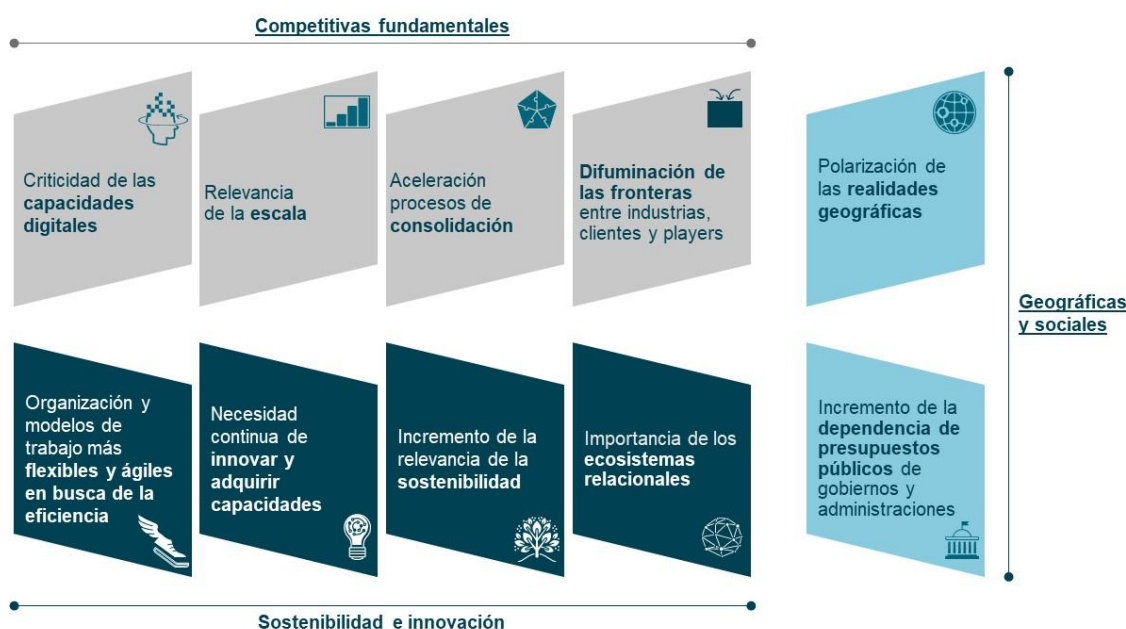 Competitivas fundamentales
Criticidad de las
capacidades
digitales
Relevancia
de la escala
Aceleración
procesos de
consolidación
Difuminación de
las fronteras
entre industrias,
clientes y players
Polarización de
las realidades
geográficas
Geográficas
y sociales
Organización y
modelos de
trabajo más
flexibles y ágiles
en busca de la
eficiencia
Necesidad
continua de
innovar y
adquirir
capacidades
Incremento de la
relevancia de la
sostenibilidad
Importancia de los
ecosistemas
relacionales
Incremento de la
dependencia de
presupuestos
públicos de
gobiernos y
administraciones
Sostenibilidad e innovación